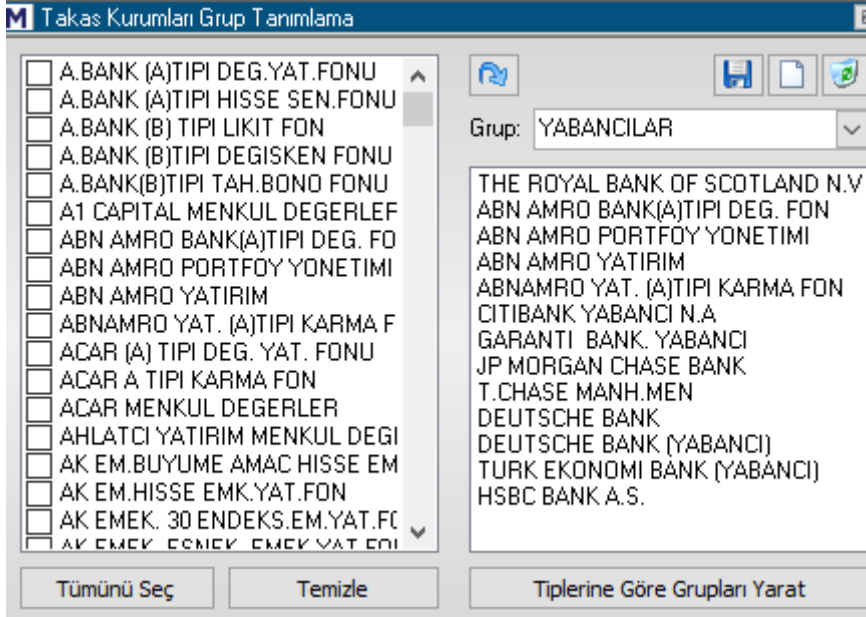 M Takas Kurumları Grup Tanımlama
A.BANK (A)TIPI DEG.YAT.FONU
A.BANK (A)TIPI HISSE SEN.FONU
A.BANK (B) TIPI LIKIT FON
A.BANK (B)TIPI DEGISKEN FONU
A.BANK(B)TIPI TAH.BONO FONU
A1 CAPITAL MENKUL DEGERLEF
ABN AMRO BANK(A)TIPI DEG. FO
ABN AMRO PORTFOY YONETIMI
ABN AMRO YATIRIM
ABNAMRO YAT. (A)TIPI KARMA F
ACAR (A) TIPI DEG. YAT. FONU
ACAR A TIPI KARMA FON
ACAR MENKUL DEGERLER
AHLATCI YATIRIM MENKUL DEGI
AK EM.BUYUME AMAC HISSE EM
AK EM.HISSE EMK.YAT.FON
AK EMEK. 30 ENDEKS.EM.YAT.F
AK EMEK. ESNEK. EMEK.YAT.FOI
Tümünü Seç
Temizle
Grup: YABANCILAR
THE ROYAL BANK OF SCOTLAND N.V
ABN AMRO BANK(A)TIPI DEG. FON
ABN AMRO PORTFOY YONETIMI
ABN AMRO YATIRIM
ABNAMRO YAT. (A)TIPI KARMA FON
CITIBANK YABANCI N.A
GARANTI BANK. YABANCI
JP MORGAN CHASE BANK
T.CHASE MANH.MEN
DEUTSCHE BANK
DEUTSCHE BANK (YABANCI)
TURK EKONOMI BANK (YABANCI)
HSBC BANK A.S.
Tiplerine Göre Grupları Yarat